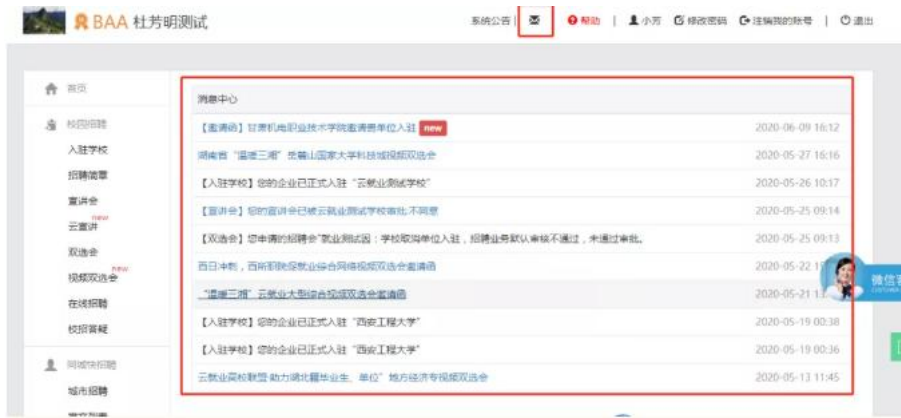 BAA 杜芳明测试
系统公告 | 帮助 | 小芳 修改密码 注销我的账号 | 退出
首页
消息中心
校园招聘
【邀请函】甘肃机电职业技术学院邀请贵单位入驻 new 2020-06-09 16:12
入驻学校
湖南省“温暖三湘”岳麓山国家大学科技城视频双选会 2020-05-27 16:16
招聘简章
【入驻学校】您的企业已正式入驻“云就业测试学校” 2020-05-26 10:17
宣讲会
【宣讲会】您的宣讲会已被云就业测试学校审批:不同意 2020-05-25 09:14
云宣讲 new
【双选会】您申请的招聘会“就业测试因：学校取消单位入驻，招聘业务默认审核不通过，未通过审批。 2020-05-25 09:13
双选会
百日冲刺，百所职院促就业综合网络视频双选会邀请函 2020-05-22
视频双选会 new
“温暖三湘”云就业大型综合视频双选会邀请函 2020-05-21
微信客
在线招聘
【入驻学校】您的企业已正式入驻“西安工程大学” 2020-05-19 00:38
校招答疑
【入驻学校】您的企业已正式入驻“西安工程大学” 2020-05-19 00:36
同城快招聘
云就业高校联盟·助力湖北籍毕业生、单位”地方经济专视频双选会 2020-05-13 11:45
城市招聘